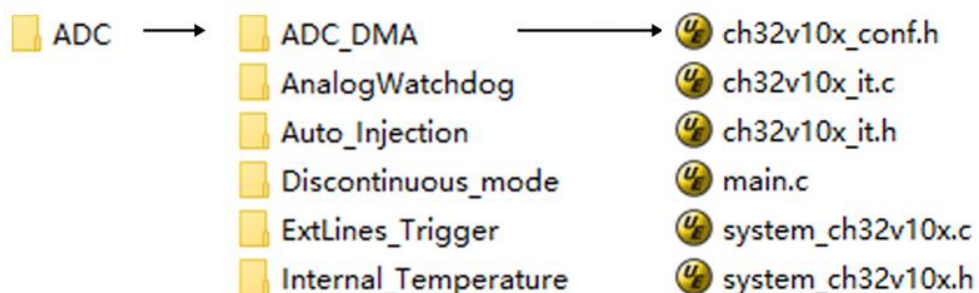 ADC ADC_DMA ch32v10x_conf.h
AnalogWatchdog ch32v10x_it.c
Auto_Injection ch32v10x_it.h
Discontinuous_mode main.c
ExtLines_Trigger system_ch32v10x.c
Internal_Temperature system_ch32v10x.h